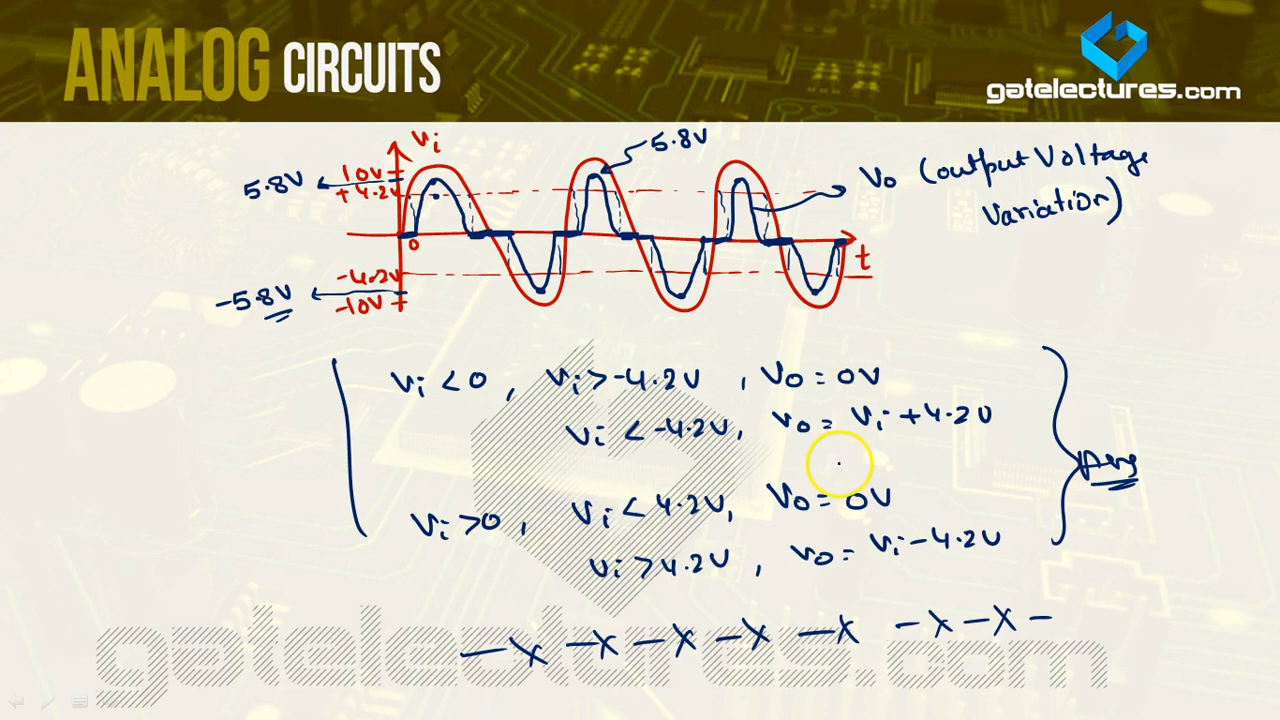 ANALOG CIRCUITS
gatelectures.com
vi
5.8V
10V
5.8V
+4.2V
Vo (output Voltage
Variation)
0
t
-4.2V
-5.8V
-10V
Vi < 0 , Vi > -4.2V , Vo = 0V
Vi < -4.2V, Vo = Vi + 4.2V
Ans
Vi > 0 , Vi < 4.2V, Vo = 0V
Vi > 4.2V , Vo = Vi - 4.2V
— X — X — X — X — X — X — X —
gatelectures.com